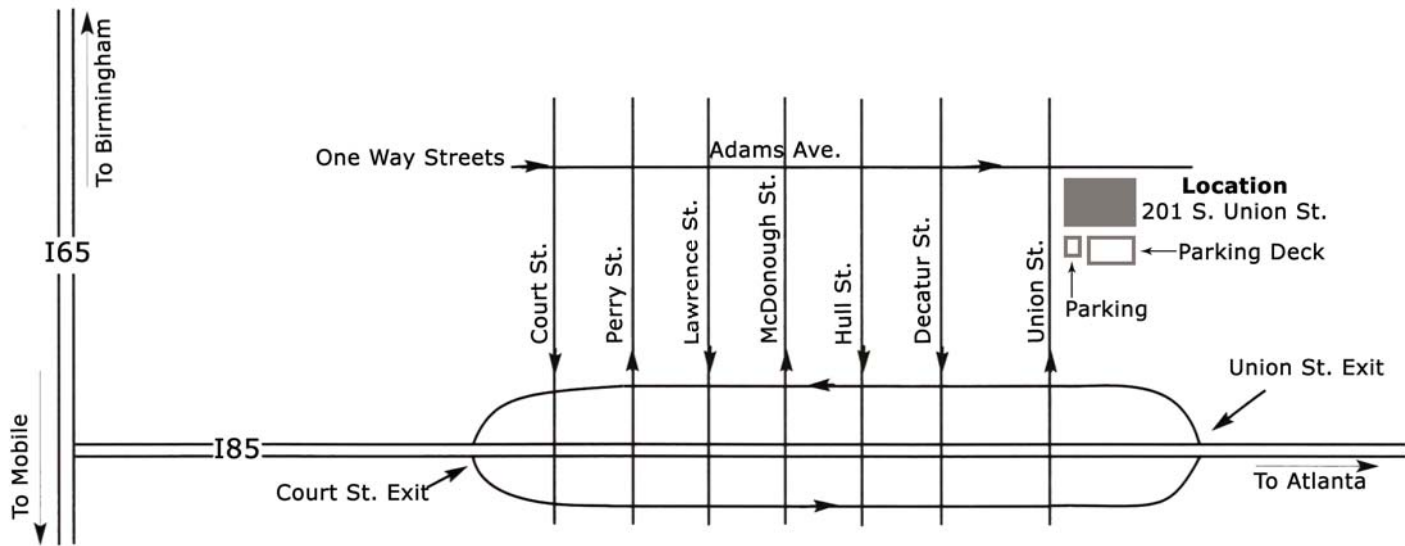 To Birmingham
One Way Streets
Adams Ave.
Location
201 S. Union St.
I65
Parking Deck
Parking
Court St.
Perry St.
Lawrence St.
McDonough St.
Hull St.
Decatur St.
Union St.
Union St. Exit
To Mobile
I85
Court St. Exit
To Atlanta